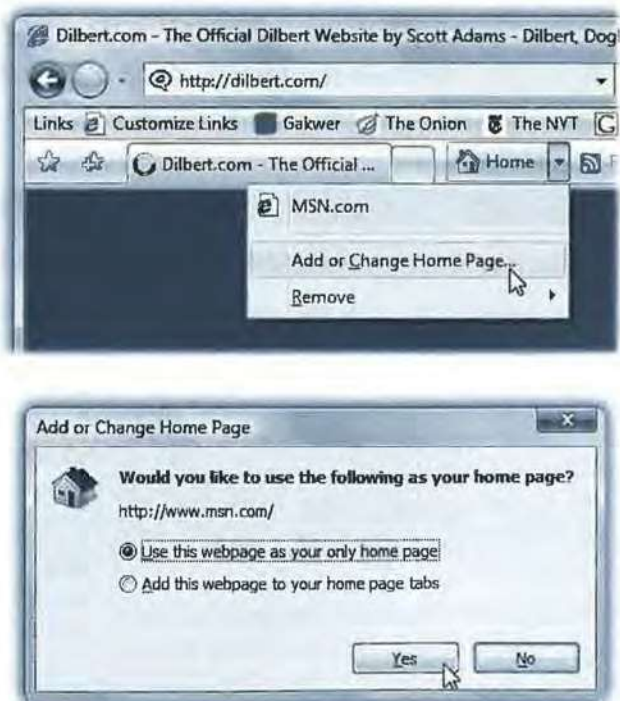 Dilbert.com - The Official Dilbert Website by Scott Adams - Dilbert, Dog
http://dilbert.com/
Links Customize Links Gakwer The Onion The NYT G
Dilbert.com - The Official ... Home
MSN.com
Add or Change Home Page...
Remove
Add or Change Home Page
Would you like to use the following as your home page?
http://www.msn.com/
Use this webpage as your only home page
Add this webpage to your home page tabs
Yes No